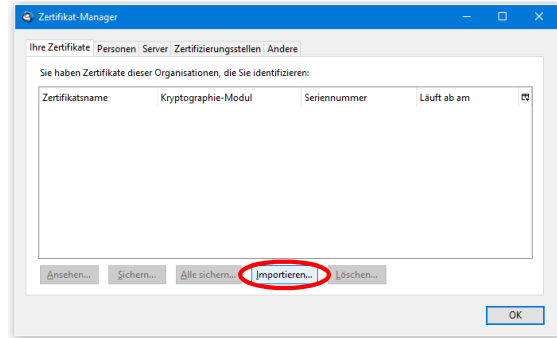 Zertifikat-Manager
Ihre Zertifikate Personen Server Zertifizierungsstellen Andere
Sie haben Zertifikate dieser Organisationen, die Sie identifizieren:
Zertifikatsname Kryptographie-Modul Seriennummer Läuft ab am
Ansehen... Sichern... Alle sichern... Importieren... Löschen...
OK